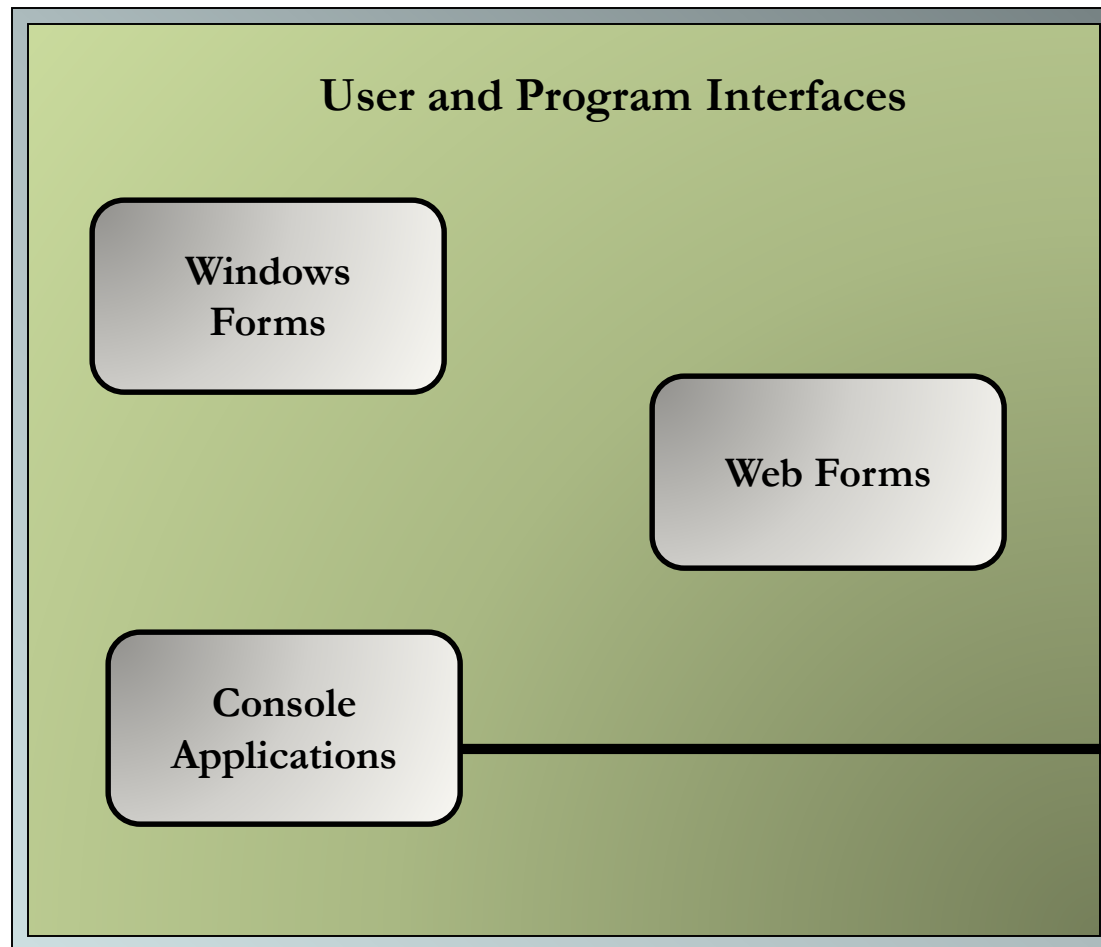 User and Program Interfaces
Windows
Forms
Web Forms
Console
Applications